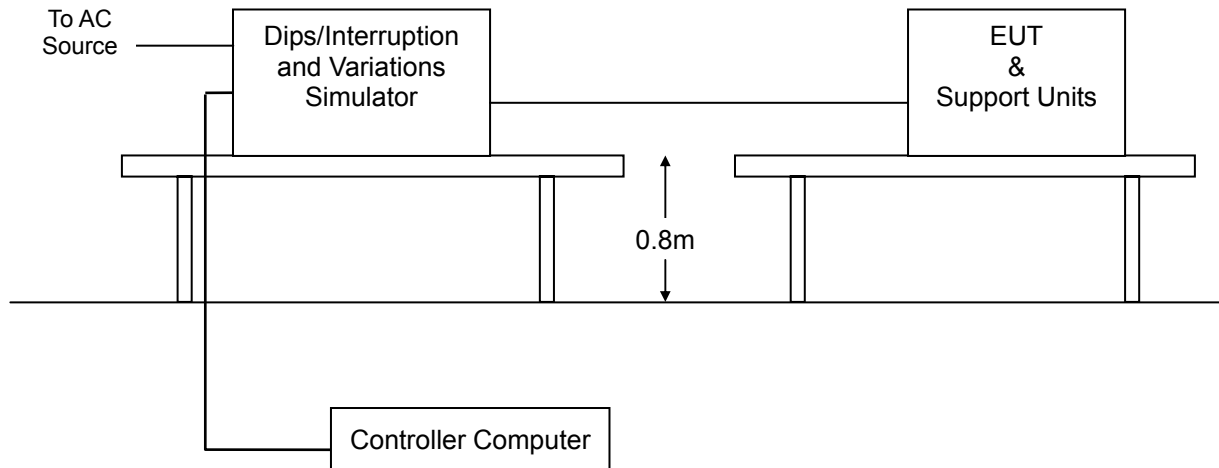 To AC
Source
Dips/Interruption
and Variations
Simulator
EUT
&
Support Units
0.8m
Controller Computer